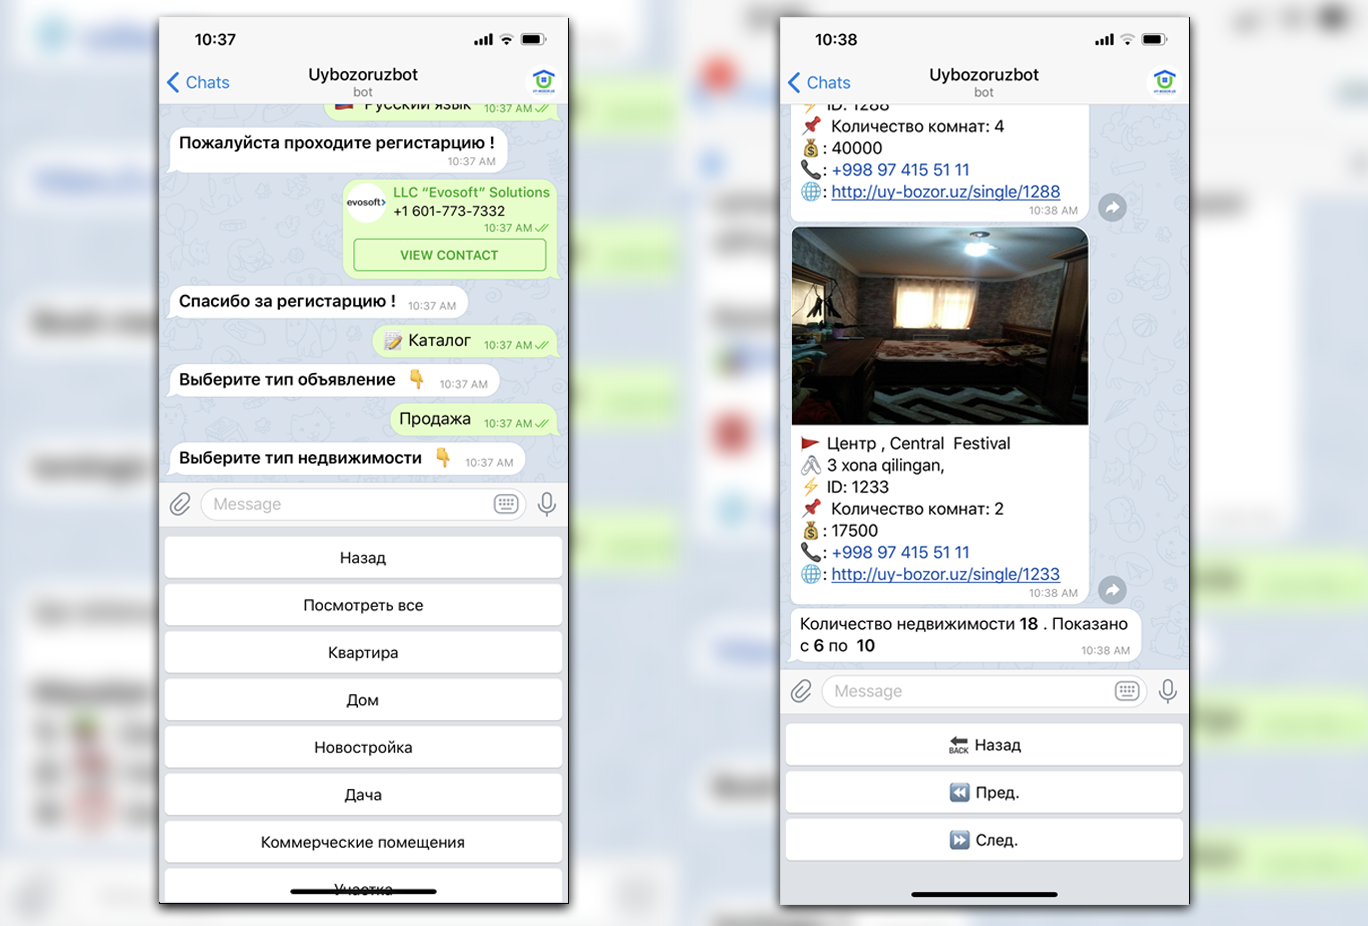 10:37
Chats
Uybozoruzbot
bot
Русский язык 10:37 AM
Пожалуйста проходите регистарцию !
10:37 AM
evosoft>
LLC “Evosoft” Solutions
+1 601-773-7332
10:37 AM
VIEW CONTACT
Спасибо за регистарцию ! 10:37 AM
Каталог 10:37 AM
Выберите тип объявление 10:37 AM
Продажа 10:37 AM
Выберите тип недвижимости 10:37 AM
Message
Назад
Посмотреть все
Квартира
Дом
Новостройка
Дача
Коммерческие помещения
Участка
10:38
Chats
Uybozoruzbot
bot
ID: 1288
Количество комнат: 4
: 40000
: +998 97 415 51 11
: http://uy-bozor.uz/single/1288
10:38 AM
Центр , Central Festival
3 xona qilingan,
ID: 1233
Количество комнат: 2
: 17500
: +998 97 415 51 11
: http://uy-bozor.uz/single/1233
10:38 AM
Количество недвижимости 18 . Показано
с 6 по 10
10:38 AM
Message
BACK Назад
Пред.
След.